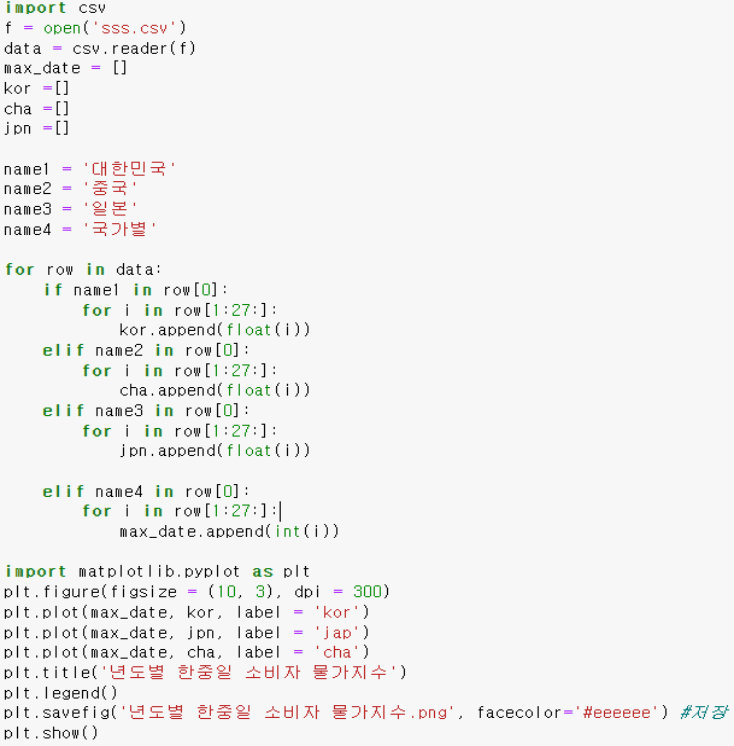 import csv
f = open('sss.csv')
data = csv.reader(f)
max_date = []
kor =[]
cha =[]
jpn =[]
name1 = '대한민국'
name2 = '중국'
name3 = '일본'
name4 = '국가별'
for row in data:
    if name1 in row[0]:
        for i in row[1:27:]:
            kor.append(float(i))
    elif name2 in row[0]:
        for i in row[1:27:]:
            cha.append(float(i))
    elif name3 in row[0]:
        for i in row[1:27:]:
            jpn.append(float(i))
    elif name4 in row[0]:
        for i in row[1:27:]:
            max_date.append(int(i))
import matplotlib.pyplot as plt
plt.figure(figsize = (10, 3), dpi = 300)
plt.plot(max_date, kor, label = 'kor')
plt.plot(max_date, jpn, label = 'jap')
plt.plot(max_date, cha, label = 'cha')
plt.title('년도별 한중일 소비자 물가지수')
plt.legend()
plt.savefig('년도별 한중일 소비자 물가지수.png', facecolor='#eeeeee') #저장
plt.show()